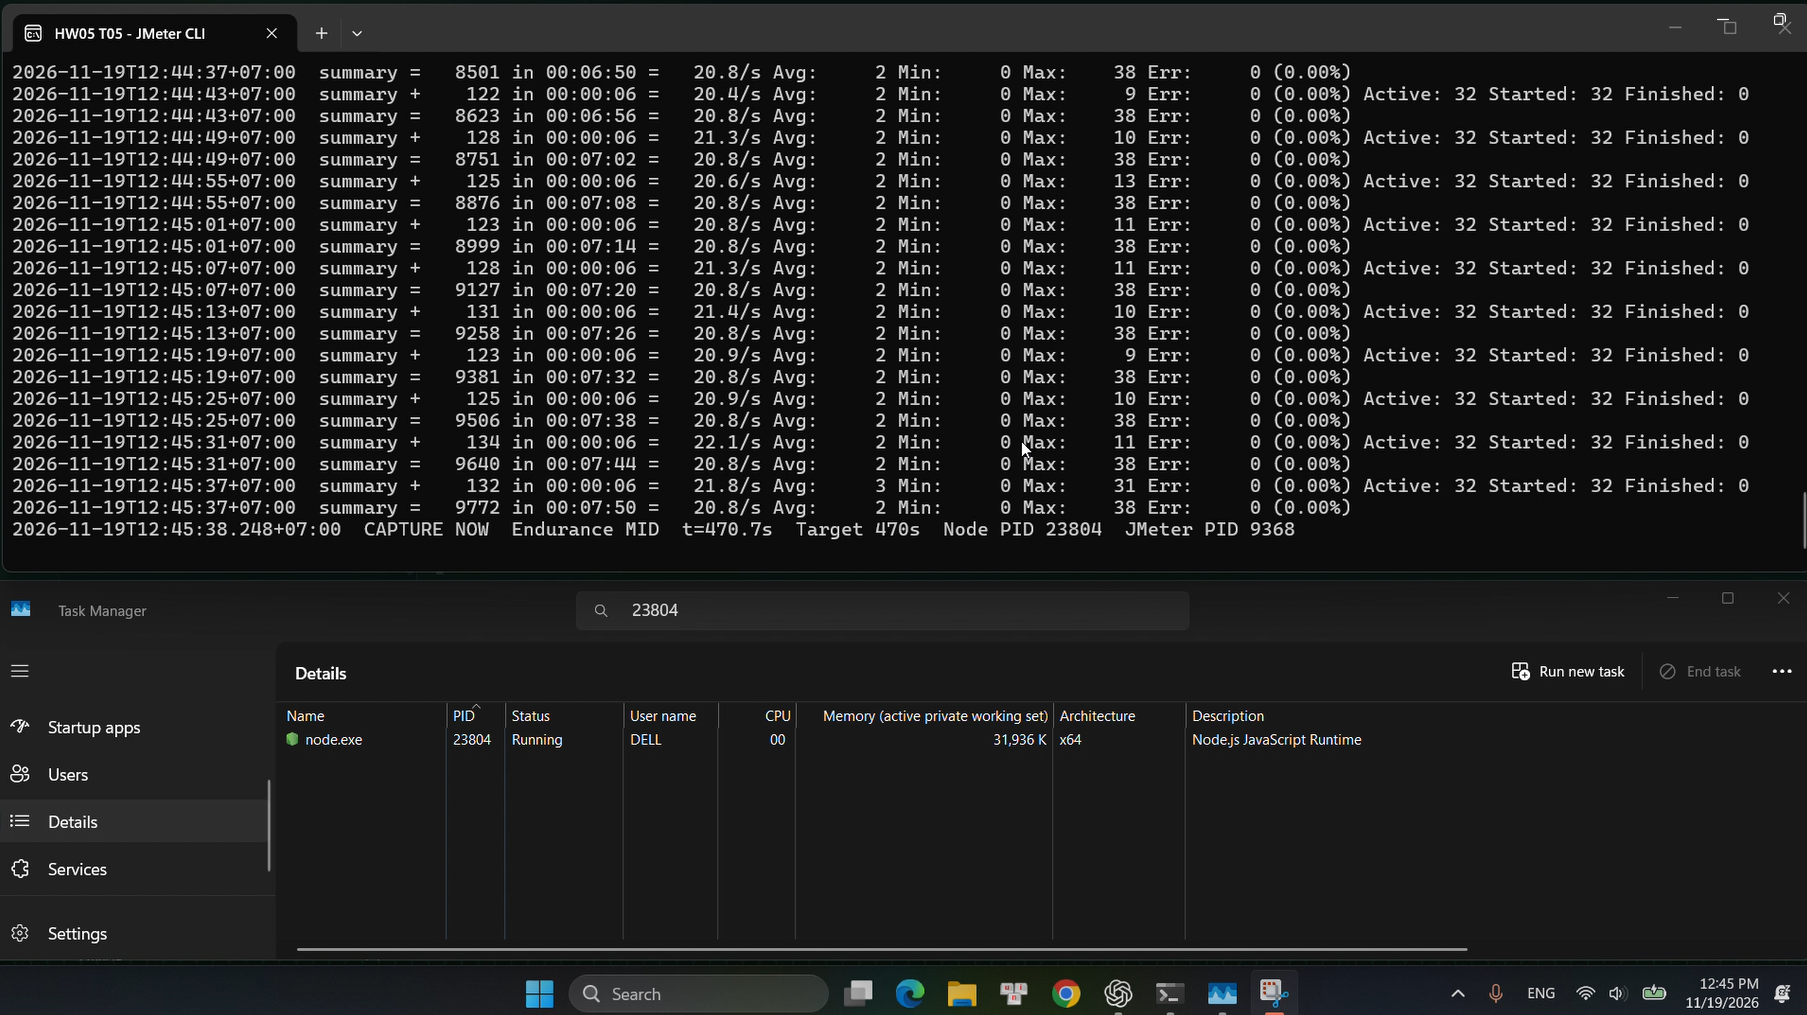 HW05 T05 - JMeter CLI
2026-11-19T12:44:37+07:00 summary = 8501 in 00:06:50 = 20.8/s Avg: 2 Min: 0 Max: 38 Err: 0 (0.00%)
2026-11-19T12:44:43+07:00 summary + 122 in 00:00:06 = 20.4/s Avg: 2 Min: 0 Max: 9 Err: 0 (0.00%) Active: 32 Started: 32 Finished: 0
2026-11-19T12:44:43+07:00 summary = 8623 in 00:06:56 = 20.8/s Avg: 2 Min: 0 Max: 38 Err: 0 (0.00%)
2026-11-19T12:44:49+07:00 summary + 128 in 00:00:06 = 21.3/s Avg: 2 Min: 0 Max: 10 Err: 0 (0.00%) Active: 32 Started: 32 Finished: 0
2026-11-19T12:44:49+07:00 summary = 8751 in 00:07:02 = 20.8/s Avg: 2 Min: 0 Max: 38 Err: 0 (0.00%)
2026-11-19T12:44:55+07:00 summary + 125 in 00:00:06 = 20.6/s Avg: 2 Min: 0 Max: 13 Err: 0 (0.00%) Active: 32 Started: 32 Finished: 0
2026-11-19T12:44:55+07:00 summary = 8876 in 00:07:08 = 20.8/s Avg: 2 Min: 0 Max: 38 Err: 0 (0.00%)
2026-11-19T12:45:01+07:00 summary + 123 in 00:00:06 = 20.8/s Avg: 2 Min: 0 Max: 11 Err: 0 (0.00%) Active: 32 Started: 32 Finished: 0
2026-11-19T12:45:01+07:00 summary = 8999 in 00:07:14 = 20.8/s Avg: 2 Min: 0 Max: 38 Err: 0 (0.00%)
2026-11-19T12:45:07+07:00 summary + 128 in 00:00:06 = 21.3/s Avg: 2 Min: 0 Max: 11 Err: 0 (0.00%) Active: 32 Started: 32 Finished: 0
2026-11-19T12:45:07+07:00 summary = 9127 in 00:07:20 = 20.8/s Avg: 2 Min: 0 Max: 38 Err: 0 (0.00%)
2026-11-19T12:45:13+07:00 summary + 131 in 00:00:06 = 21.4/s Avg: 2 Min: 0 Max: 10 Err: 0 (0.00%) Active: 32 Started: 32 Finished: 0
2026-11-19T12:45:13+07:00 summary = 9258 in 00:07:26 = 20.8/s Avg: 2 Min: 0 Max: 38 Err: 0 (0.00%)
2026-11-19T12:45:19+07:00 summary + 123 in 00:00:06 = 20.9/s Avg: 2 Min: 0 Max: 9 Err: 0 (0.00%) Active: 32 Started: 32 Finished: 0
2026-11-19T12:45:19+07:00 summary = 9381 in 00:07:32 = 20.8/s Avg: 2 Min: 0 Max: 38 Err: 0 (0.00%)
2026-11-19T12:45:25+07:00 summary + 125 in 00:00:06 = 20.9/s Avg: 2 Min: 0 Max: 10 Err: 0 (0.00%) Active: 32 Started: 32 Finished: 0
2026-11-19T12:45:25+07:00 summary = 9506 in 00:07:38 = 20.8/s Avg: 2 Min: 0 Max: 38 Err: 0 (0.00%)
2026-11-19T12:45:31+07:00 summary + 134 in 00:00:06 = 22.1/s Avg: 2 Min: 0 Max: 11 Err: 0 (0.00%) Active: 32 Started: 32 Finished: 0
2026-11-19T12:45:31+07:00 summary = 9640 in 00:07:44 = 20.8/s Avg: 2 Min: 0 Max: 38 Err: 0 (0.00%)
2026-11-19T12:45:37+07:00 summary + 132 in 00:00:06 = 21.8/s Avg: 3 Min: 0 Max: 31 Err: 0 (0.00%) Active: 32 Started: 32 Finished: 0
2026-11-19T12:45:37+07:00 summary = 9772 in 00:07:50 = 20.8/s Avg: 2 Min: 0 Max: 38 Err: 0 (0.00%)
2026-11-19T12:45:38.248+07:00 CAPTURE NOW Endurance MID t=470.7s Target 470s Node PID 23804 JMeter PID 9368
Task Manager
23804
Details
Run new task
End task
Name PID Status User name CPU Memory (active private working set) Architecture Description
node.exe 23804 Running DELL 00 31,936 K x64 Node.js JavaScript Runtime
Startup apps
Users
Details
Services
Settings
Search
ENG
12:45 PM
11/19/2026